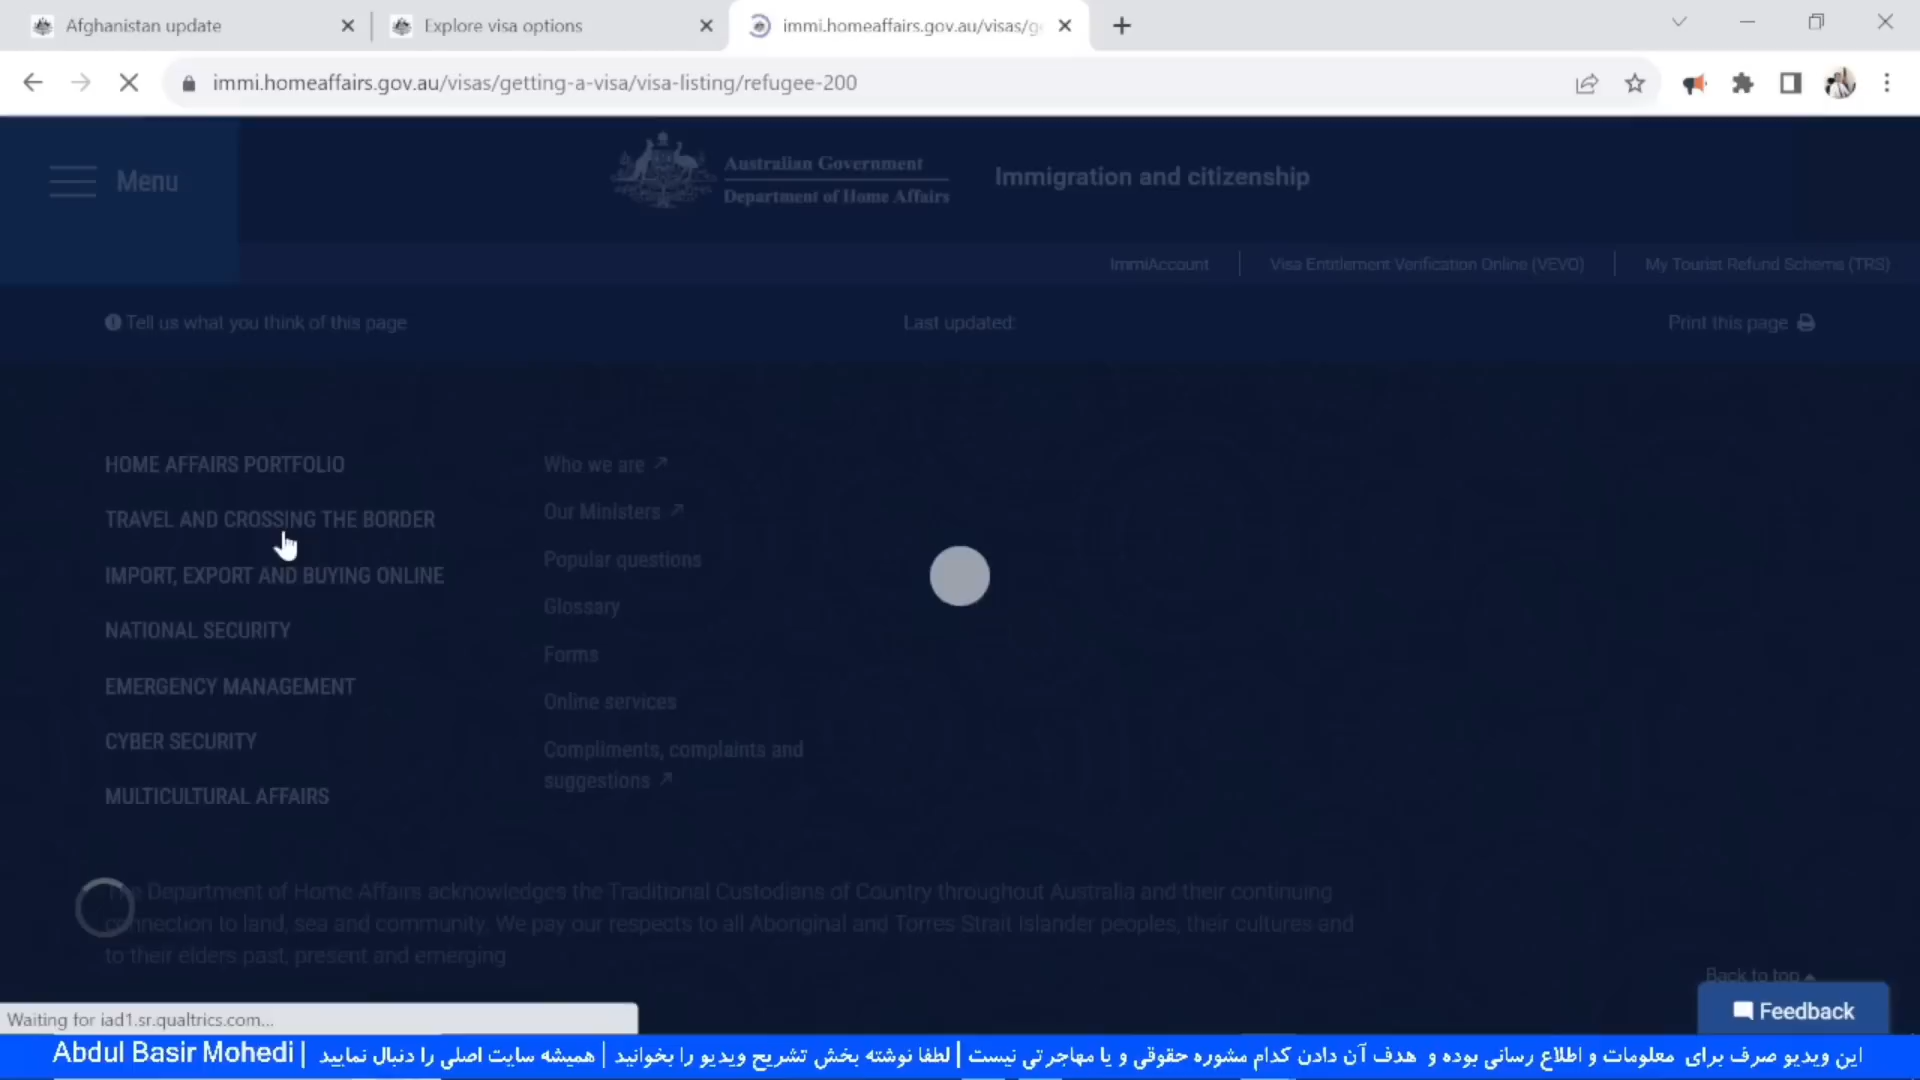 Afghanistan update
Explore visa options
immi.homeaffairs.gov.au/visas/ge
immi.homeaffairs.gov.au/visas/getting-a-visa/visa-listing/refugee-200
Menu
Australian Government
Department of Home Affairs
Immigration and citizenship
ImmiAccount
Visa Entitlement Verification Online (VEVO)
My Tourist Refund Scheme (TRS)
Tell us what you think of this page
Last updated:
Print this page
HOME AFFAIRS PORTFOLIO
TRAVEL AND CROSSING THE BORDER
IMPORT, EXPORT AND BUYING ONLINE
NATIONAL SECURITY
EMERGENCY MANAGEMENT
CYBER SECURITY
MULTICULTURAL AFFAIRS
Who we are
Our Ministers
Popular questions
Glossary
Forms
Online services
Compliments, complaints and
suggestions
The Department of Home Affairs acknowledges the Traditional Custodians of Country throughout Australia and their continuing
connection to land, sea and community. We pay our respects to all Aboriginal and Torres Strait Islander peoples, their cultures and
to their elders past, present and emerging
Back to top
Feedback
Waiting for iad1.sr.qualtrics.com...
این ویدیو صرف برای معلومات و اطلاع رسانی بوده و هدف آن دادن کدام مشوره حقوقی و یا مهاجرتی نیست | لطفا نوشته بخش تشریح ویدیو را بخوانید | همیشه سایت اصلی را دنبال نمایید | Abdul Basir Mohedi